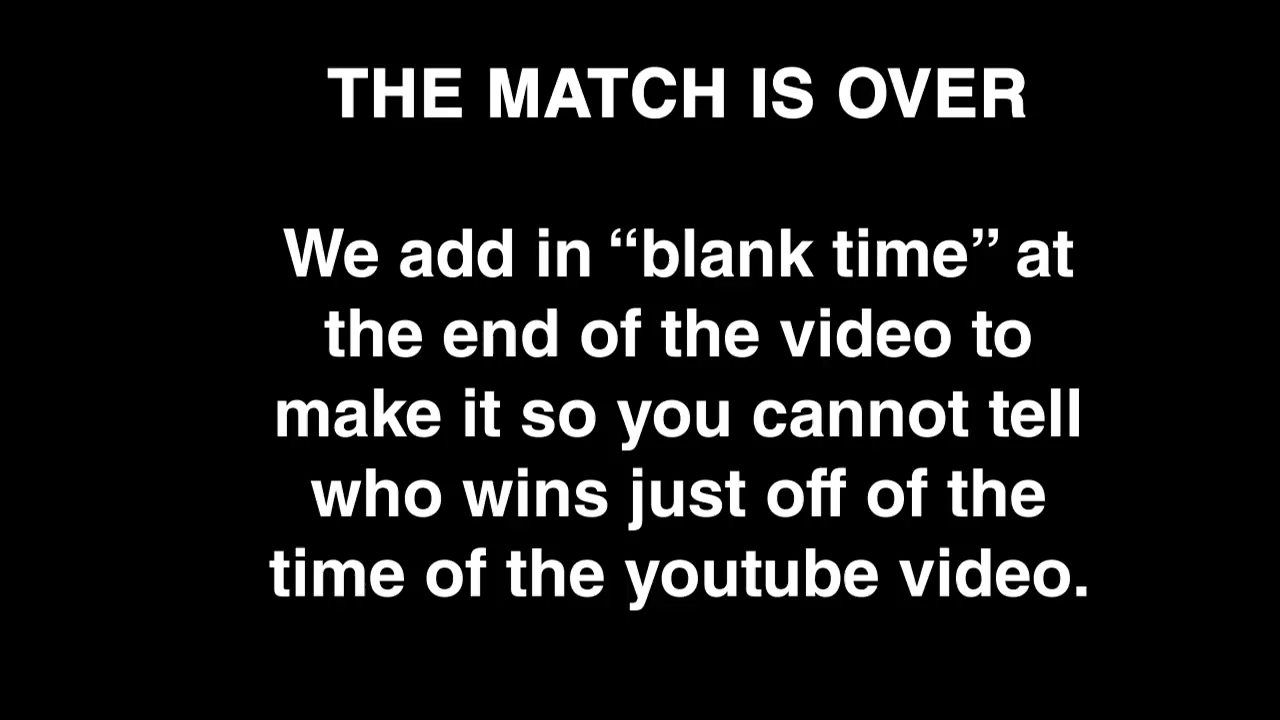 THE MATCH IS OVER
We add in “blank time” at
the end of the video to
make it so you cannot tell
who wins just off of the
time of the youtube video.